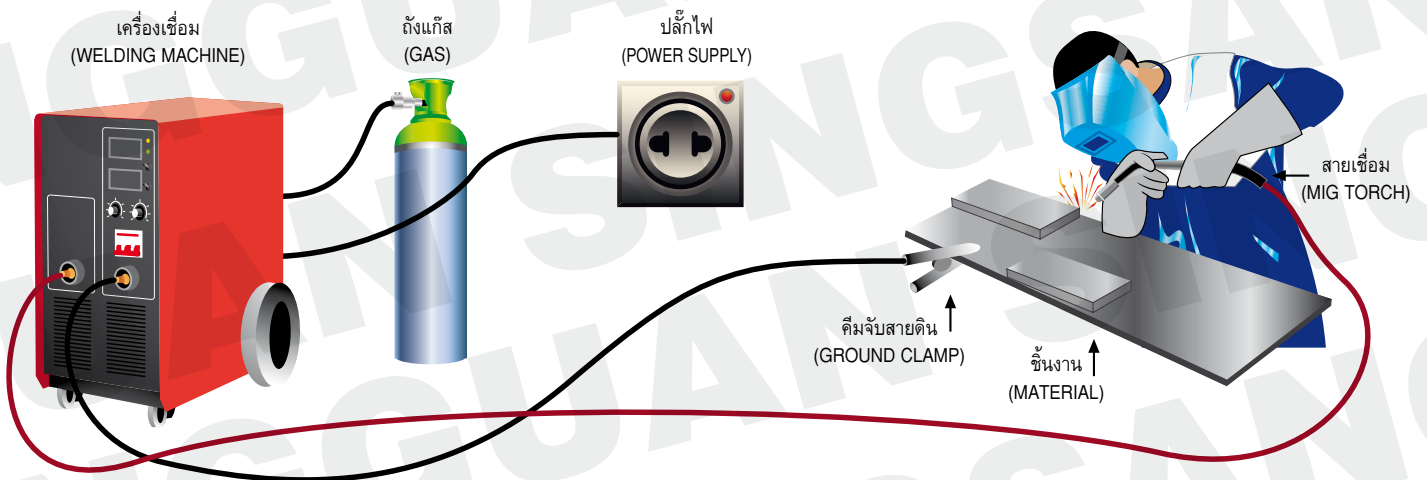 เครื่องเชื่อม
(WELDING MACHINE)
ถังแก๊ส
(GAS)
ปลั๊กไฟ
(POWER SUPPLY)
สายเชื่อม
(MIG TORCH)
คีมจับสายดิน
(GROUND CLAMP)
ชิ้นงาน
(MATERIAL)